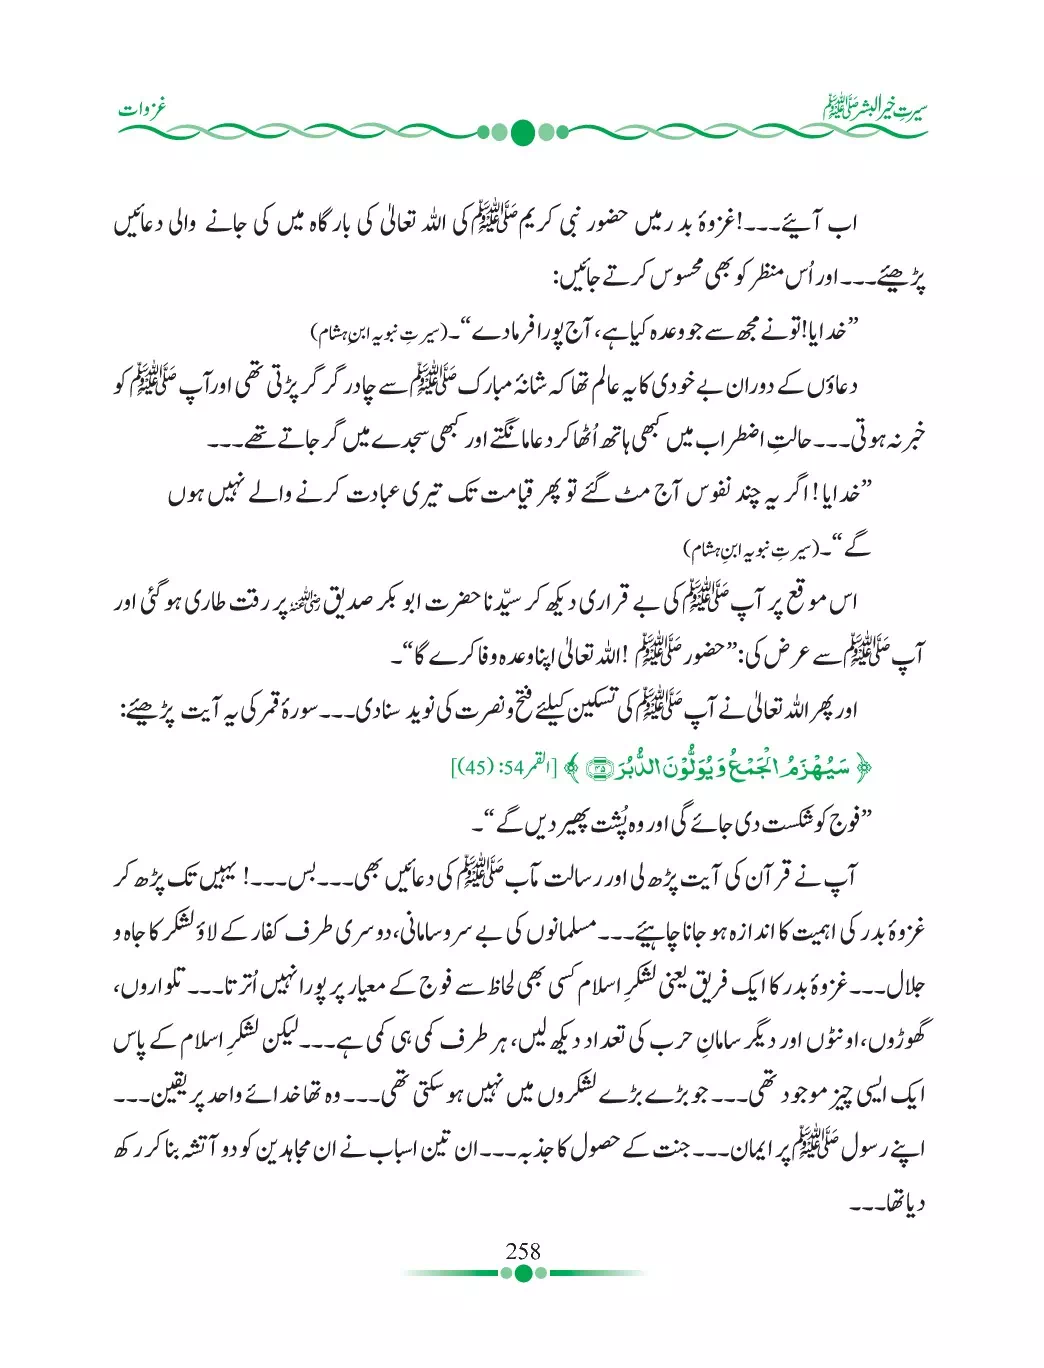 سیرتِ خیر البشر ﷺ
غزوات
اب آیئے۔۔۔!غزوۂ بدر میں حضور نبی کریم ﷺ کی اللہ تعالیٰ کی بارگاہ میں کی جانے والی دعائیں
پڑھیئے۔۔۔اور اُس منظر کو بھی محسوس کرتے جائیں:
”خدایا!تو نے مجھ سے جو وعدہ کیا ہے، آج پورا فرمادے“۔(سیرتِ نبویہ ابنِ ہشام)
دعاؤں کے دوران بے خودی کا یہ عالم تھا کہ شانۂ مبارک ﷺ سے چادر گر گر پڑتی تھی اورآپ ﷺ کو
خبر نہ ہوتی۔۔۔حالتِ اضطراب میں کبھی ہاتھ اُٹھا کر دعا مانگتے اور کبھی سجدے میں گر جاتے تھے۔۔۔
”خدایا! اگر یہ چند نفوس آج مٹ گئے تو پھر قیامت تک تیری عبادت کرنے والے نہیں ہوں
گے“۔(سیرتِ نبویہ ابنِ ہشام)
اس موقع پر آپ ﷺ کی بے قراری دیکھ کر سیّدنا حضرت ابو بکر صدیق رضی اللہ عنہ پر رقت طاری ہوگئی اور
آپ ﷺ سے عرض کی:”حضور ﷺ !اللہ تعالیٰ اپنا وعدہ وفا کرے گا“۔
اور پھر اللہ تعالیٰ نے آپ ﷺ کی تسکین کیلئے فتح و نصرت کی نوید سنادی۔۔۔سورۂ قمر کی یہ آیت پڑھیئے:
﴿ سَيُهْزَمُ الْجَمْعُ وَيُوَلُّوْنَ الدُّبُرَ ۝۴۵ ﴾ [القمر54: (45)]
”فوج کو شکست دی جائے گی اور وہ پُشت پھیر دیں گے“۔
آپ نے قرآن کی آیت پڑھ لی اور رسالت مآب ﷺ کی دعائیں بھی۔۔۔بس۔۔۔! یہیں تک پڑھ کر
غزوۂ بدر کی اہمیت کا اندازہ ہو جانا چاہیئے۔۔۔مسلمانوں کی بے سروسامانی،دوسری طرف کفار کے لاؤ لشکر کا جاہ و
جلال۔۔۔غزوۂ بدر کا ایک فریق یعنی لشکرِ اسلام کسی بھی لحاظ سے فوج کے معیار پر پورا نہیں اُترتا۔۔۔ تلواروں،
گھوڑوں،اونٹوں اور دیگر سامانِ حرب کی تعداد دیکھ لیں، ہر طرف کمی ہی کمی ہے۔۔۔لیکن لشکرِ اسلام کے پاس
ایک ایسی چیز موجود تھی۔۔۔ جو بڑے بڑے لشکروں میں نہیں ہو سکتی تھی۔۔۔ وہ تھا خدائے واحد پر یقین۔۔۔
اپنے رسول ﷺ پر ایمان۔۔۔ جنت کے حصول کا جذبہ۔۔۔ان تین اسباب نے ان مجاہدین کو دو آتشہ بنا کر رکھ
دیا تھا۔۔۔
258